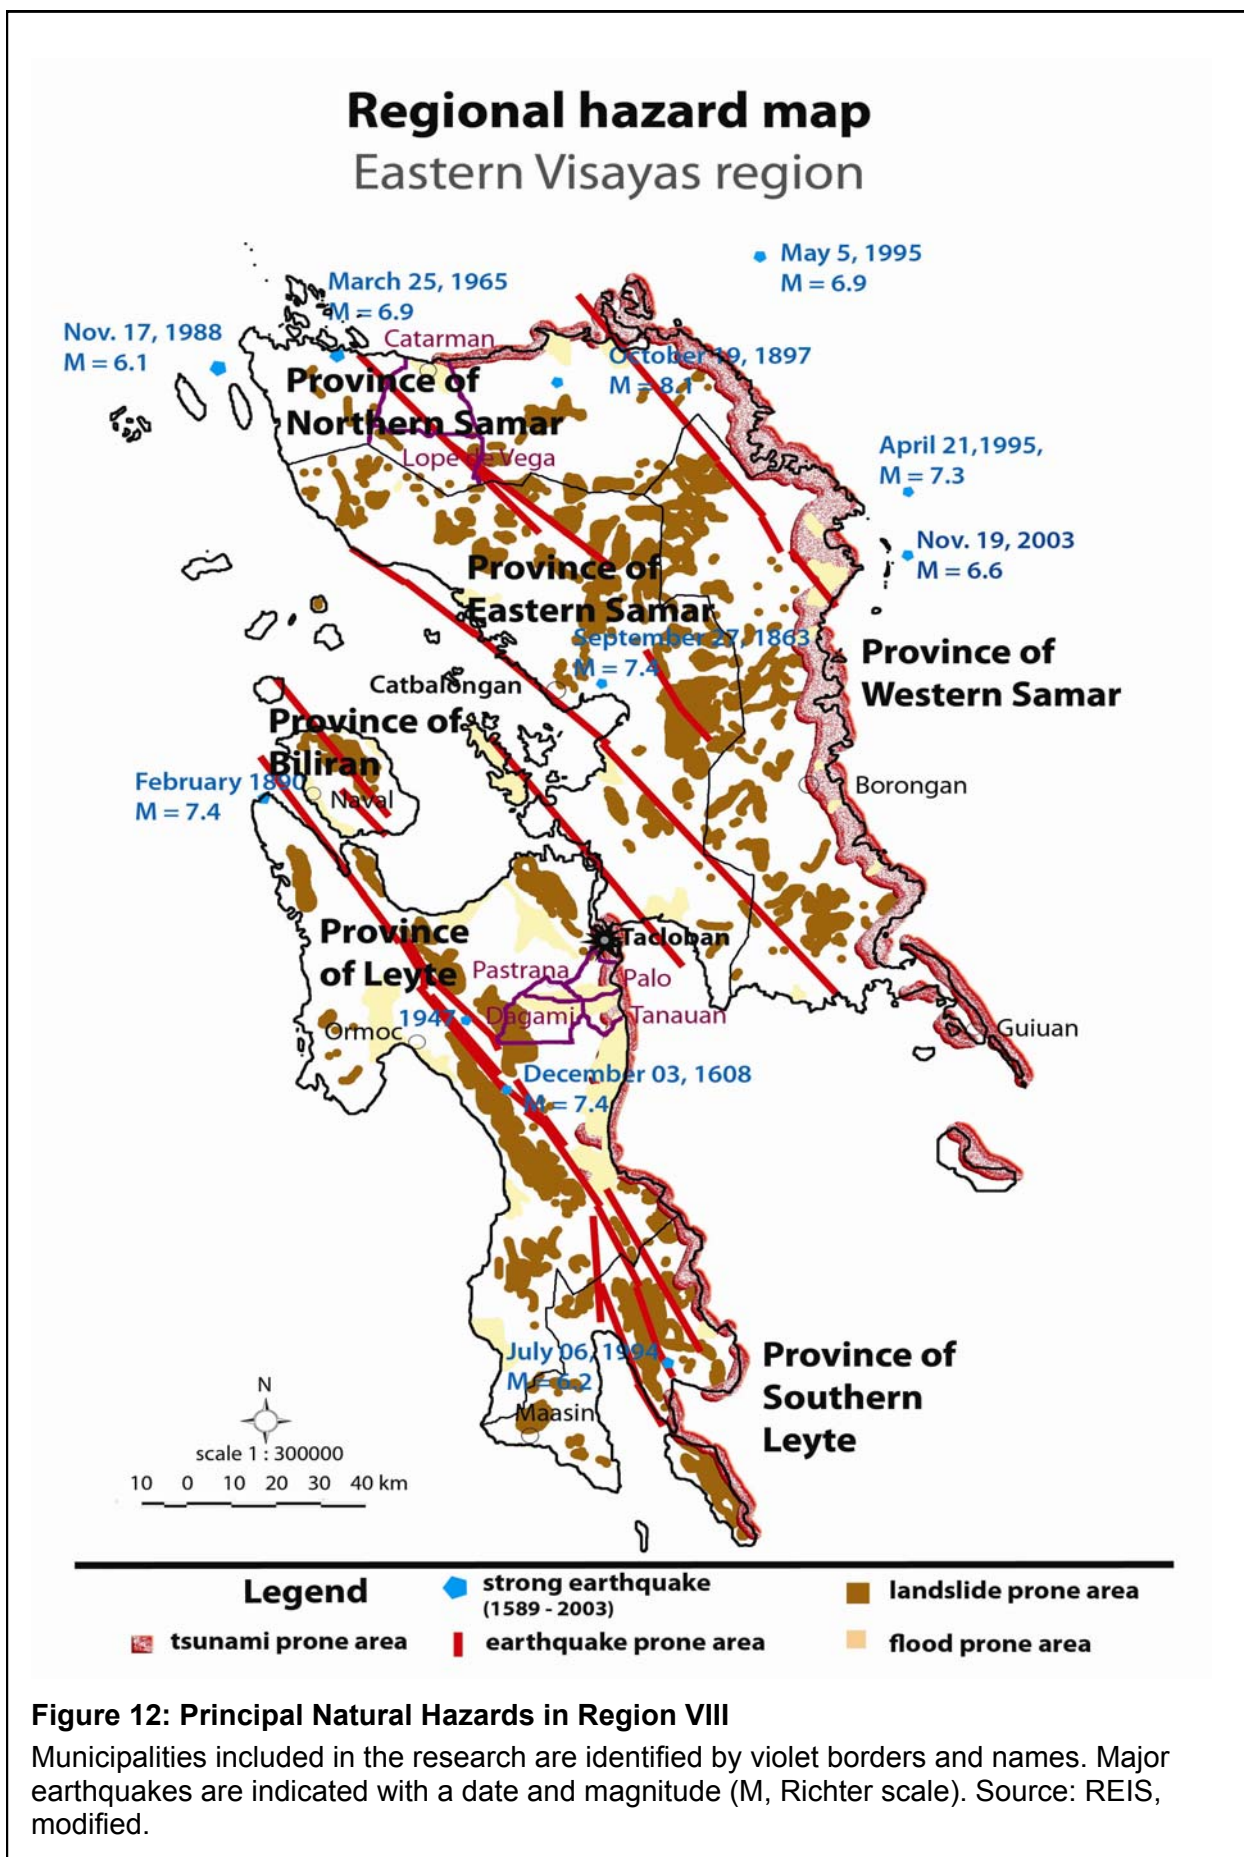 Regional hazard map
Eastern Visayas region
May 5, 1995
M = 6.9
March 25, 1965
M = 6.9
Nov. 17, 1988
M = 6.1
Catarman
October 19, 1897
M = 8.1
Province of
Northern Samar
Lope de Vega
April 21,1995,
M = 7.3
Nov. 19, 2003
M = 6.6
Province of
Eastern Samar
September 27, 1863
M = 7.4
Province of
Western Samar
Catbalongan
Province of
Biliran
February 1890
M = 7.4
Naval
Borongan
Province
of Leyte
Tacloban
Pastrana
Palo
1947
Dagami
Tanauan
Ormoc
Guiuan
December 03, 1608
M = 7.4
July 06, 1994
M = 6.2
Maasin
Province of
Southern
Leyte
N
scale 1 : 300000
10 0 10 20 30 40 km
Legend
strong earthquake
(1589 - 2003)
landslide prone area
tsunami prone area
earthquake prone area
flood prone area
Figure 12: Principal Natural Hazards in Region VIII
Municipalities included in the research are identified by violet borders and names. Major
earthquakes are indicated with a date and magnitude (M, Richter scale). Source: REIS,
modified.